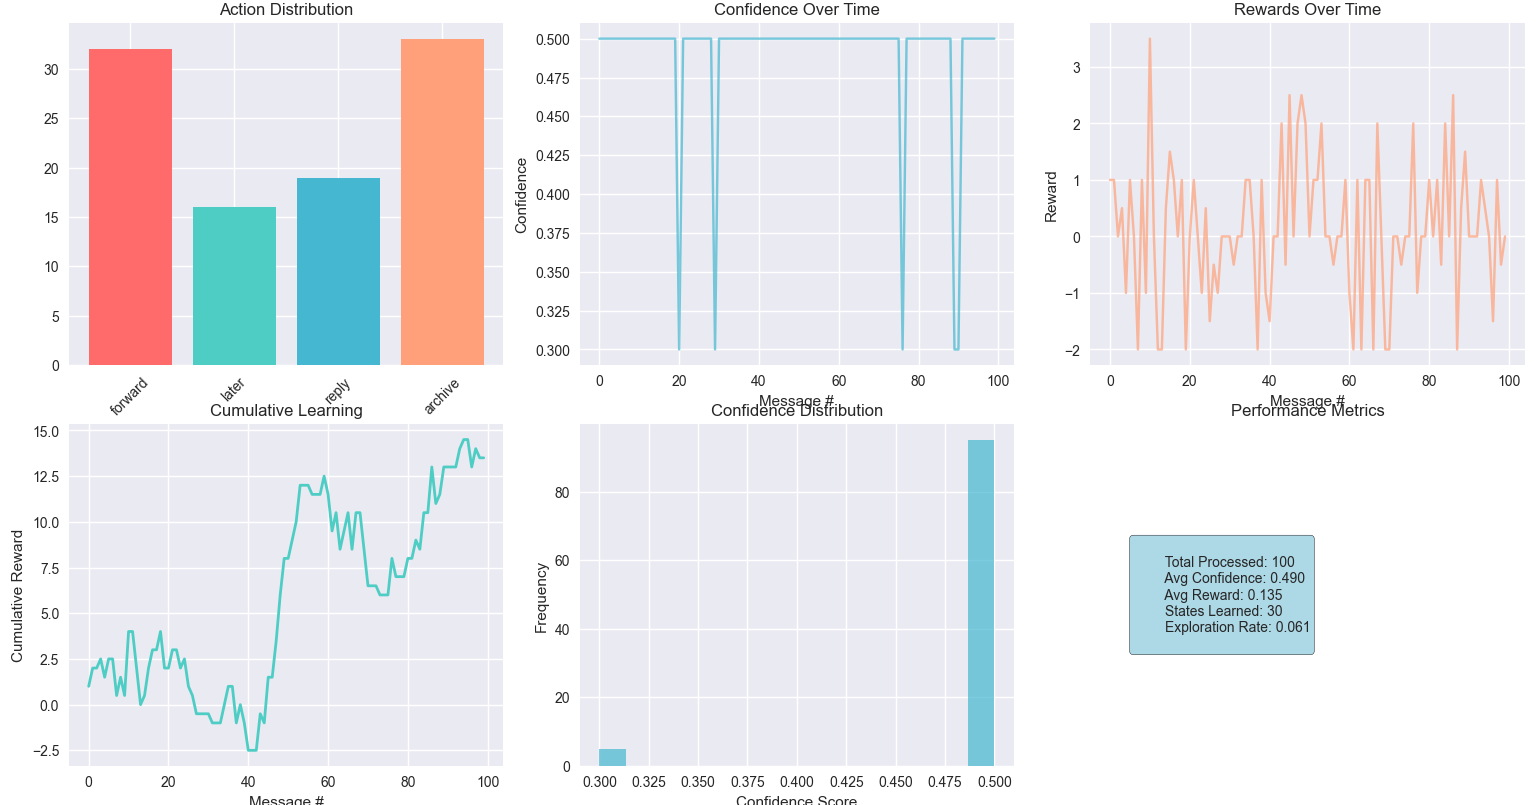 Action Distribution
30
25
20
15
10
5
0
forward
later
reply
archive
Confidence Over Time
Confidence
0.500
0.475
0.450
0.425
0.400
0.375
0.350
0.325
0.300
0 20 40 60 80 100
Message #
Rewards Over Time
Reward
3
2
1
0
−1
−2
0 20 40 60 80 100
Message #
Cumulative Learning
Cumulative Reward
15.0
12.5
10.0
7.5
5.0
2.5
0.0
−2.5
0 20 40 60 80 100
Message #
Confidence Distribution
Frequency
80
60
40
20
0
0.300 0.325 0.350 0.375 0.400 0.425 0.450 0.475 0.500
Confidence Score
Performance Metrics
Total Processed: 100
Avg Confidence: 0.490
Avg Reward: 0.135
States Learned: 30
Exploration Rate: 0.061